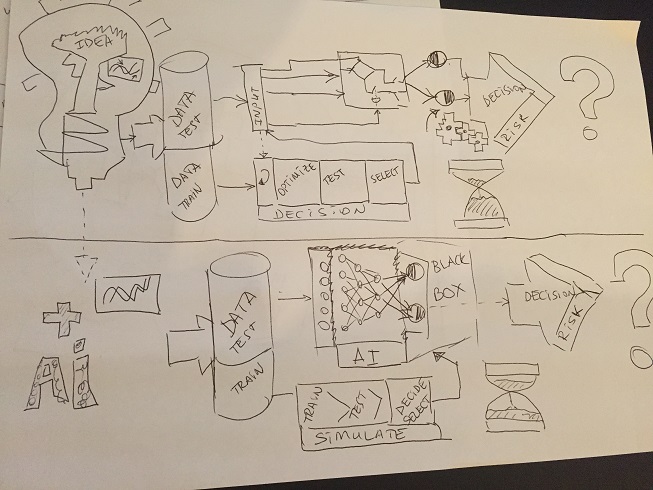 IDEA
DATA
TEST
DATA
TRAIN
INPUT
OPTIMIZE
TEST
SELECT
DECISION
DECISION
RISK
?
+
Ai
DATA
TEST
TRAIN
AI
BLACK
BOX
TRAIN
TEST
DECIDE
SELECT
SIMULATE
DECISION
RISK
?